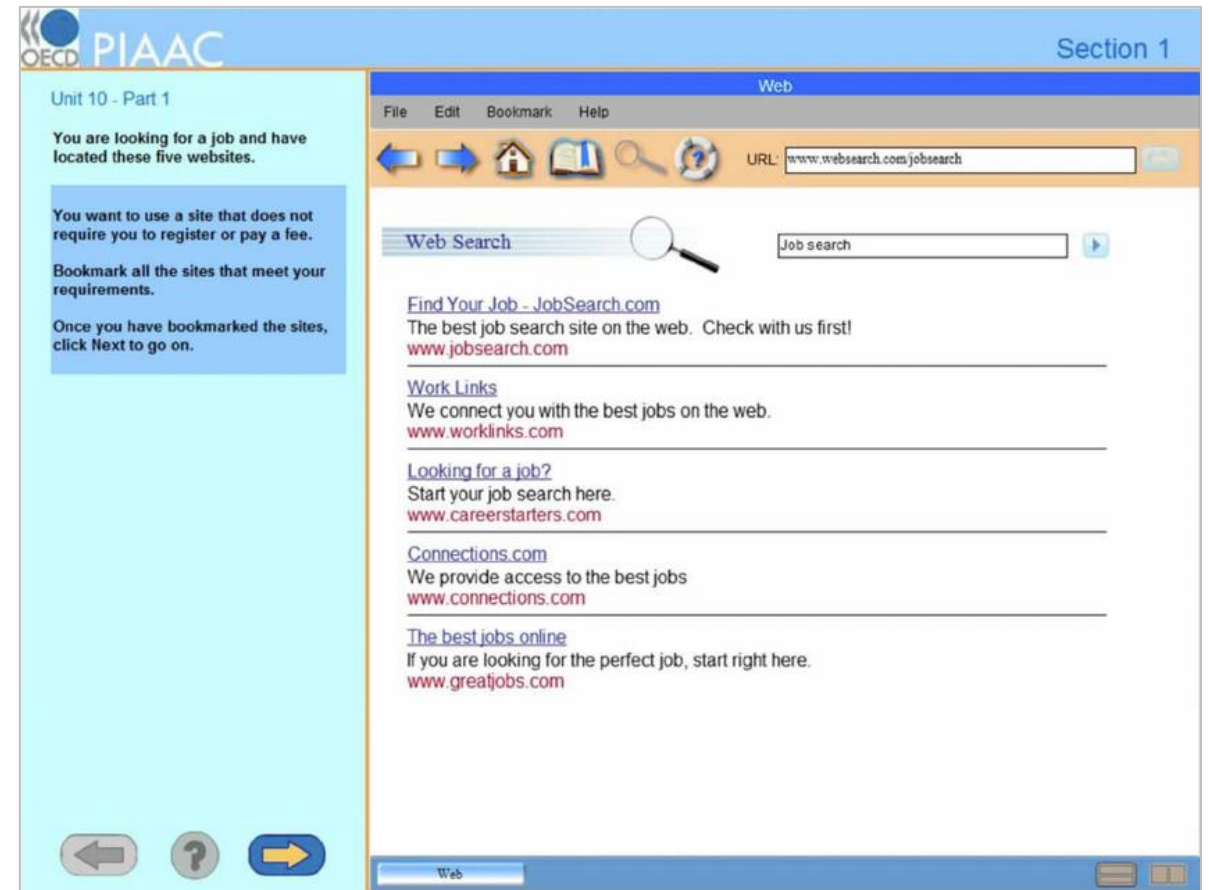 OECD PIAAC
Section 1
Unit 10 - Part 1
You are looking for a job and have
located these five websites.
You want to use a site that does not
require you to register or pay a fee.
Bookmark all the sites that meet your
requirements.
Once you have bookmarked the sites,
click Next to go on.
Web
File Edit Bookmark Help
URL: www.websearch.com/jobsearch
Web Search
Job search
Find Your Job - JobSearch.com
The best job search site on the web. Check with us first!
www.jobsearch.com
Work Links
We connect you with the best jobs on the web.
www.worklinks.com
Looking for a job?
Start your job search here.
www.careerstarters.com
Connections.com
We provide access to the best jobs
www.connections.com
The best jobs online
If you are looking for the perfect job, start right here.
www.greatjobs.com
?
Web